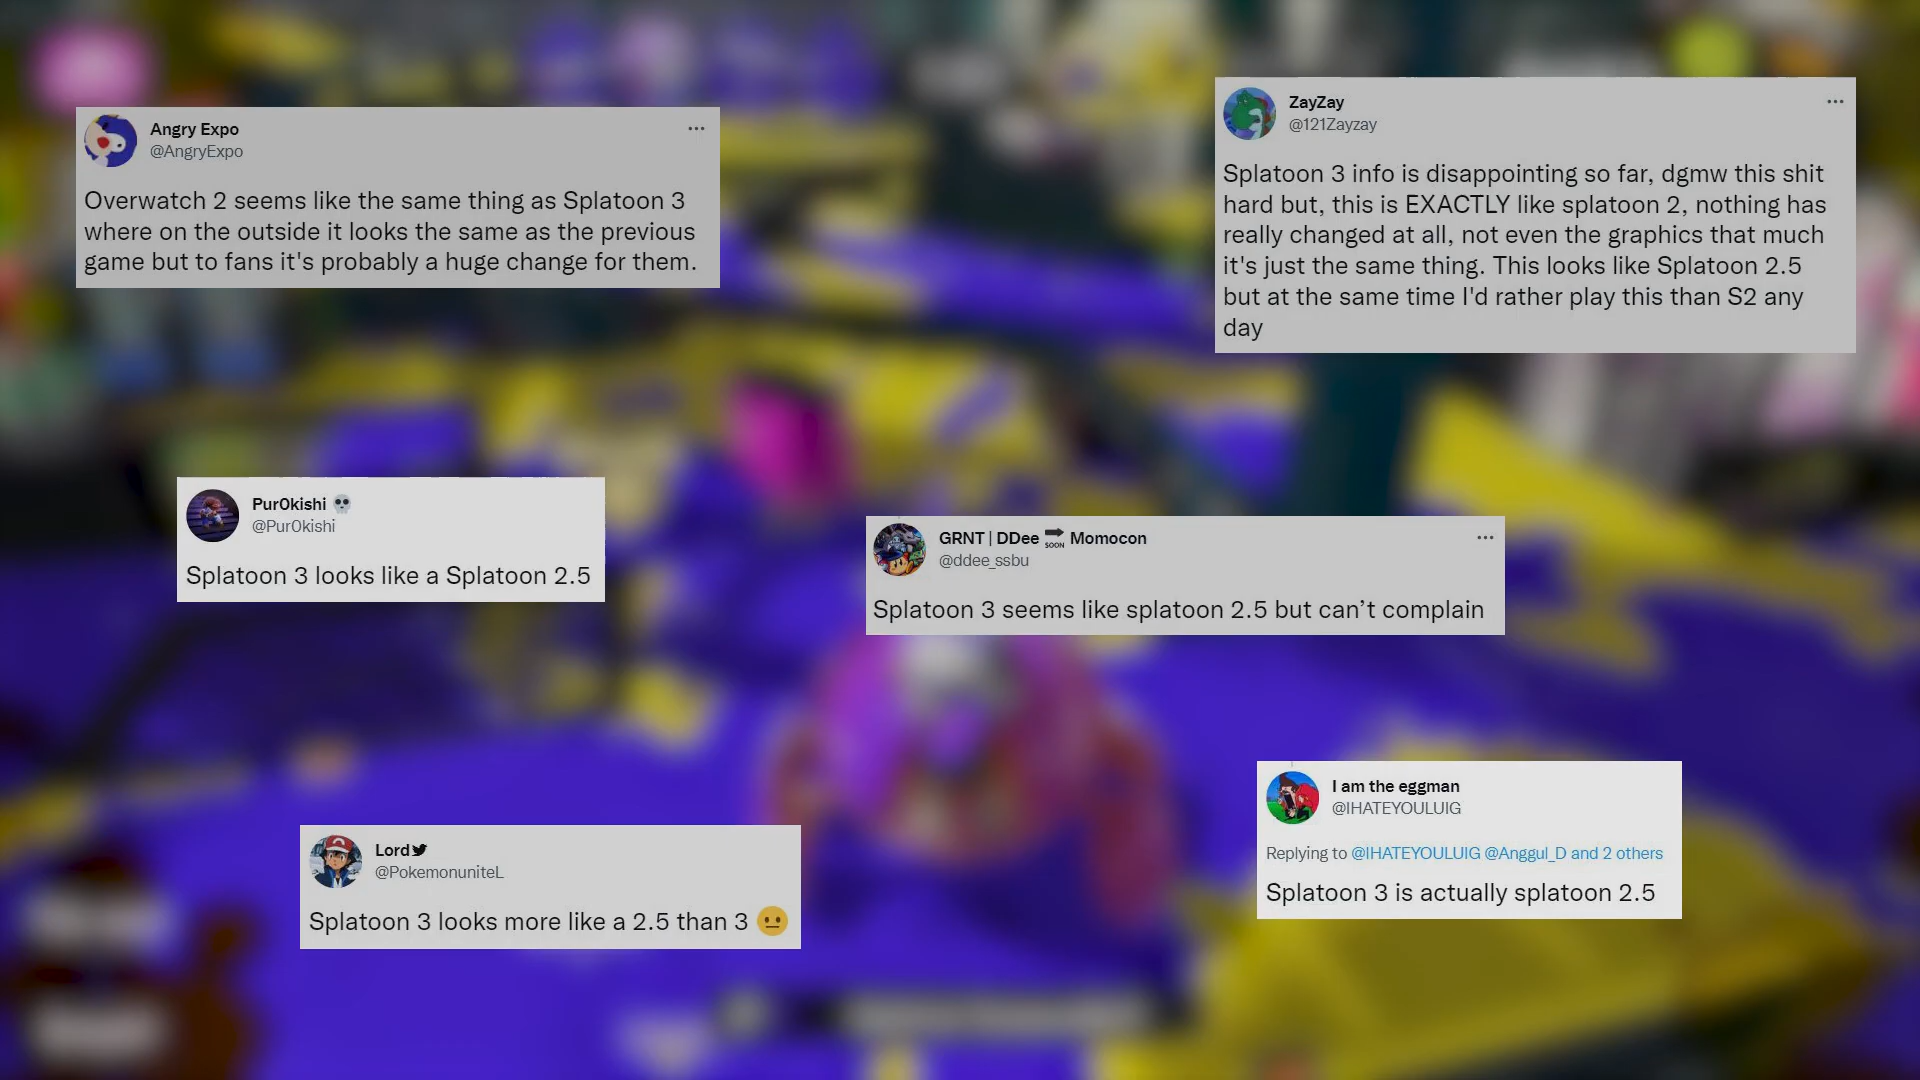 Angry Expo
@AngryExpo
Overwatch 2 seems like the same thing as Splatoon 3
where on the outside it looks the same as the previous
game but to fans it's probably a huge change for them.
ZayZay
@121Zayzay
Splatoon 3 info is disappointing so far, dgmw this shit
hard but, this is EXACTLY like splatoon 2, nothing has
really changed at all, not even the graphics that much
it's just the same thing. This looks like Splatoon 2.5
but at the same time I'd rather play this than S2 any
day
Pur0kishi 💀
@Pur0kishi
Splatoon 3 looks like a Splatoon 2.5
GRNT | DDee 🔜 Momocon
@ddee_ssbu
Splatoon 3 seems like splatoon 2.5 but can’t complain
I am the eggman
@IHATEYOULUIG
Replying to @IHATEYOULUIG @Anggul_D and 2 others
Splatoon 3 is actually splatoon 2.5
Lord
@PokemonuniteL
Splatoon 3 looks more like a 2.5 than 3 😐